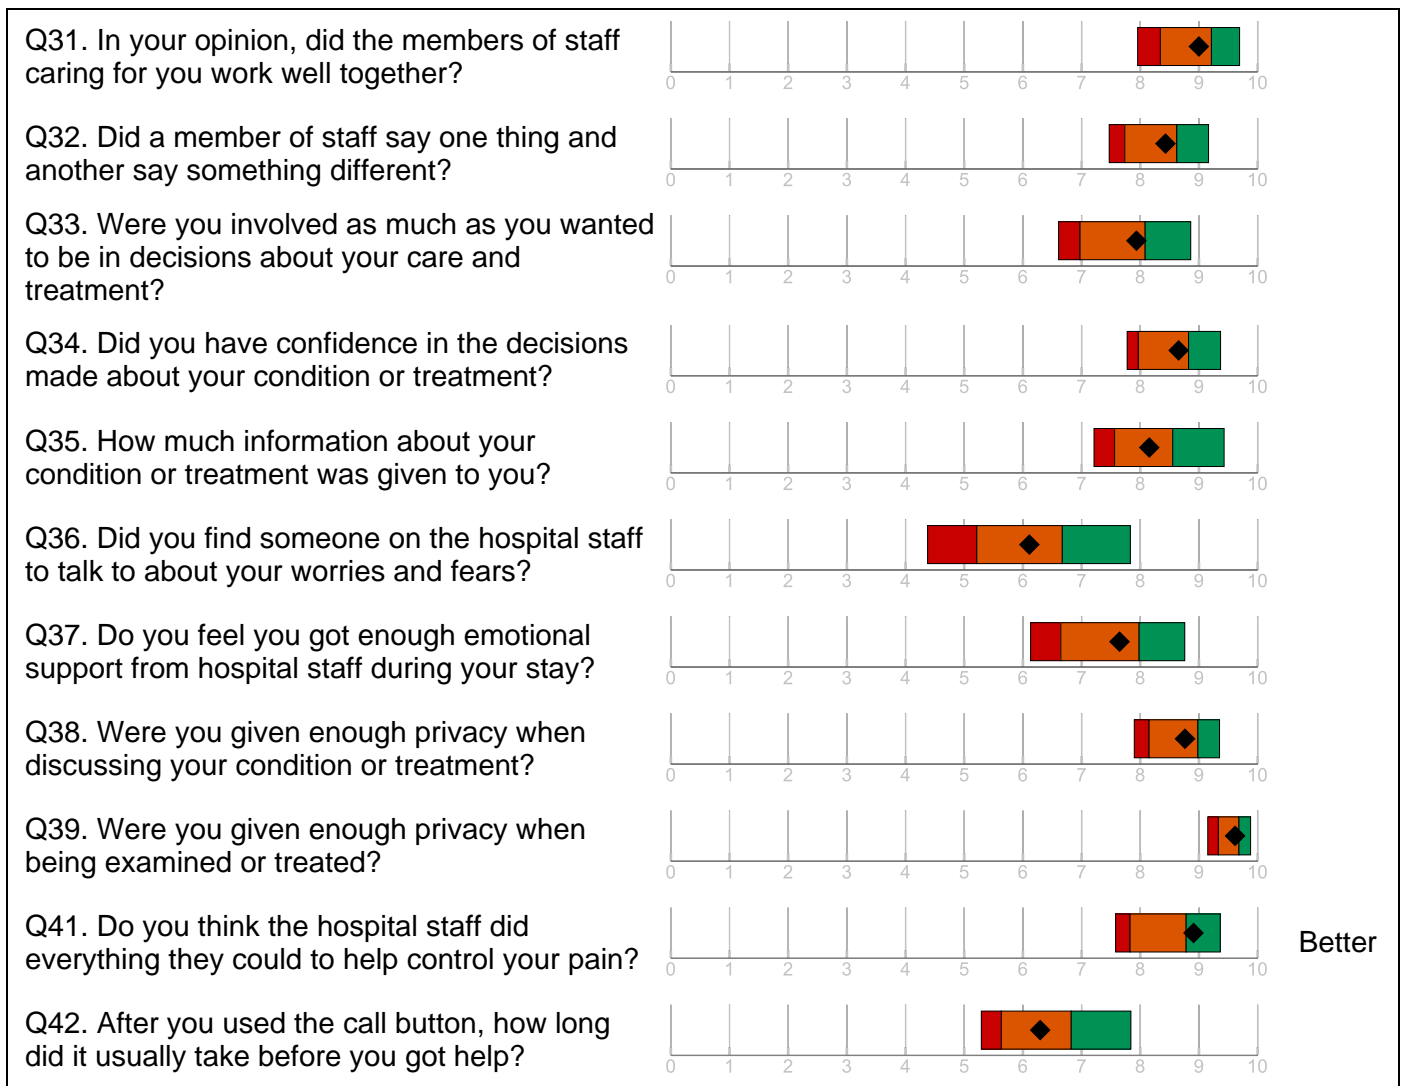 Q31. In your opinion, did the members of staff
caring for you work well together?
0 1 2 3 4 5 6 7 8 9 10
Q32. Did a member of staff say one thing and
another say something different?
0 1 2 3 4 5 6 7 8 9 10
Q33. Were you involved as much as you wanted
to be in decisions about your care and
treatment?
0 1 2 3 4 5 6 7 8 9 10
Q34. Did you have confidence in the decisions
made about your condition or treatment?
0 1 2 3 4 5 6 7 8 9 10
Q35. How much information about your
condition or treatment was given to you?
0 1 2 3 4 5 6 7 8 9 10
Q36. Did you find someone on the hospital staff
to talk to about your worries and fears?
0 1 2 3 4 5 6 7 8 9 10
Q37. Do you feel you got enough emotional
support from hospital staff during your stay?
0 1 2 3 4 5 6 7 8 9 10
Q38. Were you given enough privacy when
discussing your condition or treatment?
0 1 2 3 4 5 6 7 8 9 10
Q39. Were you given enough privacy when
being examined or treated?
0 1 2 3 4 5 6 7 8 9 10
Q41. Do you think the hospital staff did
everything they could to help control your pain?
Better
0 1 2 3 4 5 6 7 8 9 10
Q42. After you used the call button, how long
did it usually take before you got help?
0 1 2 3 4 5 6 7 8 9 10